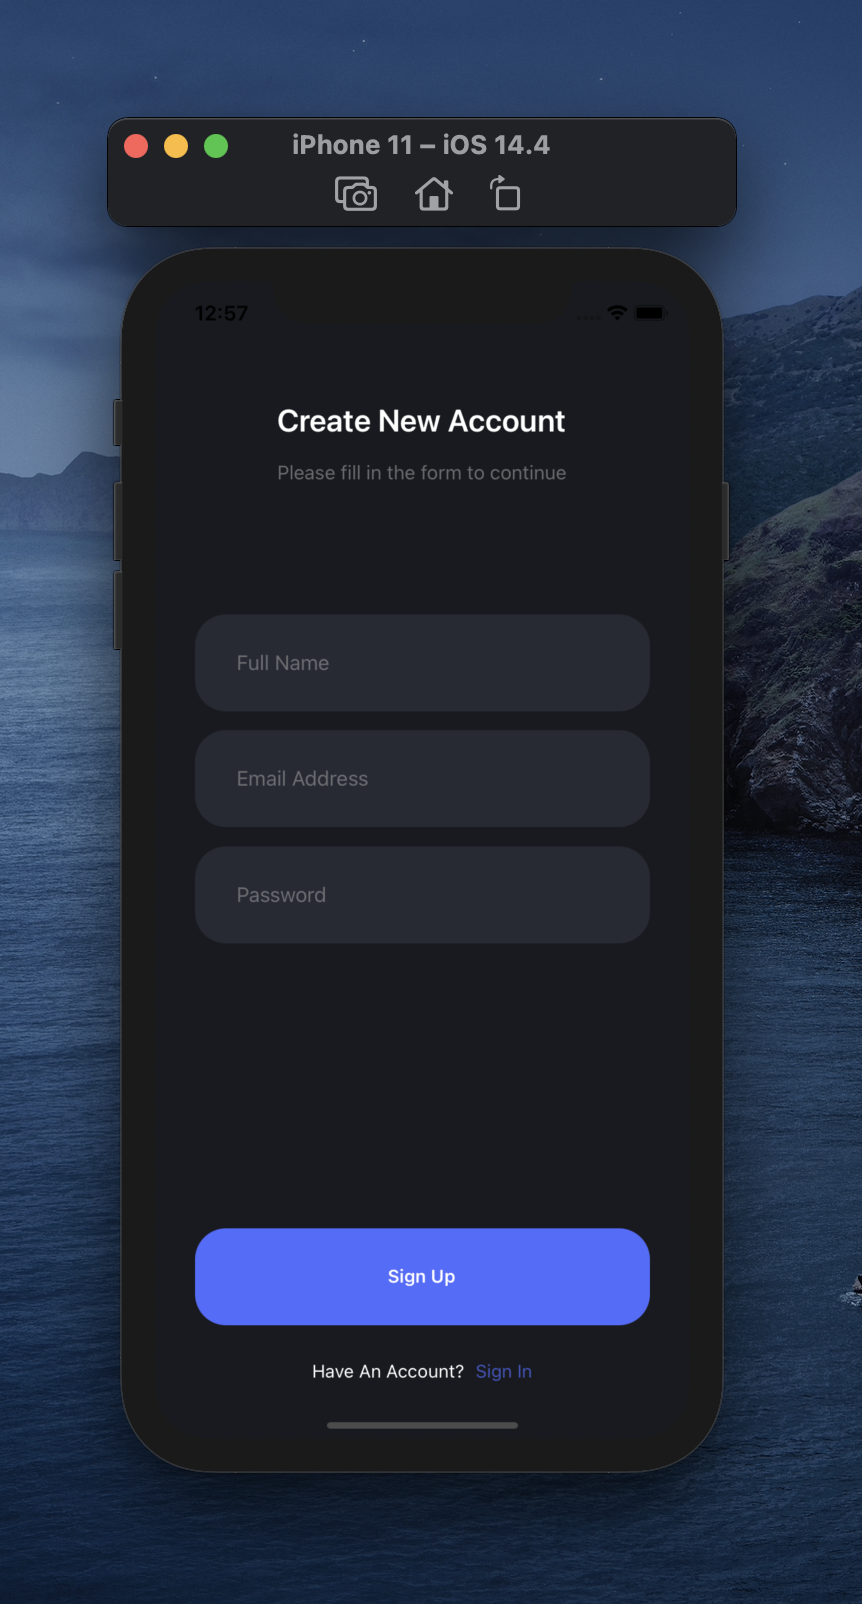 iPhone 11 – iOS 14.4
12:57
Create New Account
Please fill in the form to continue
Full Name
Email Address
Password
Sign Up
Have An Account? Sign In